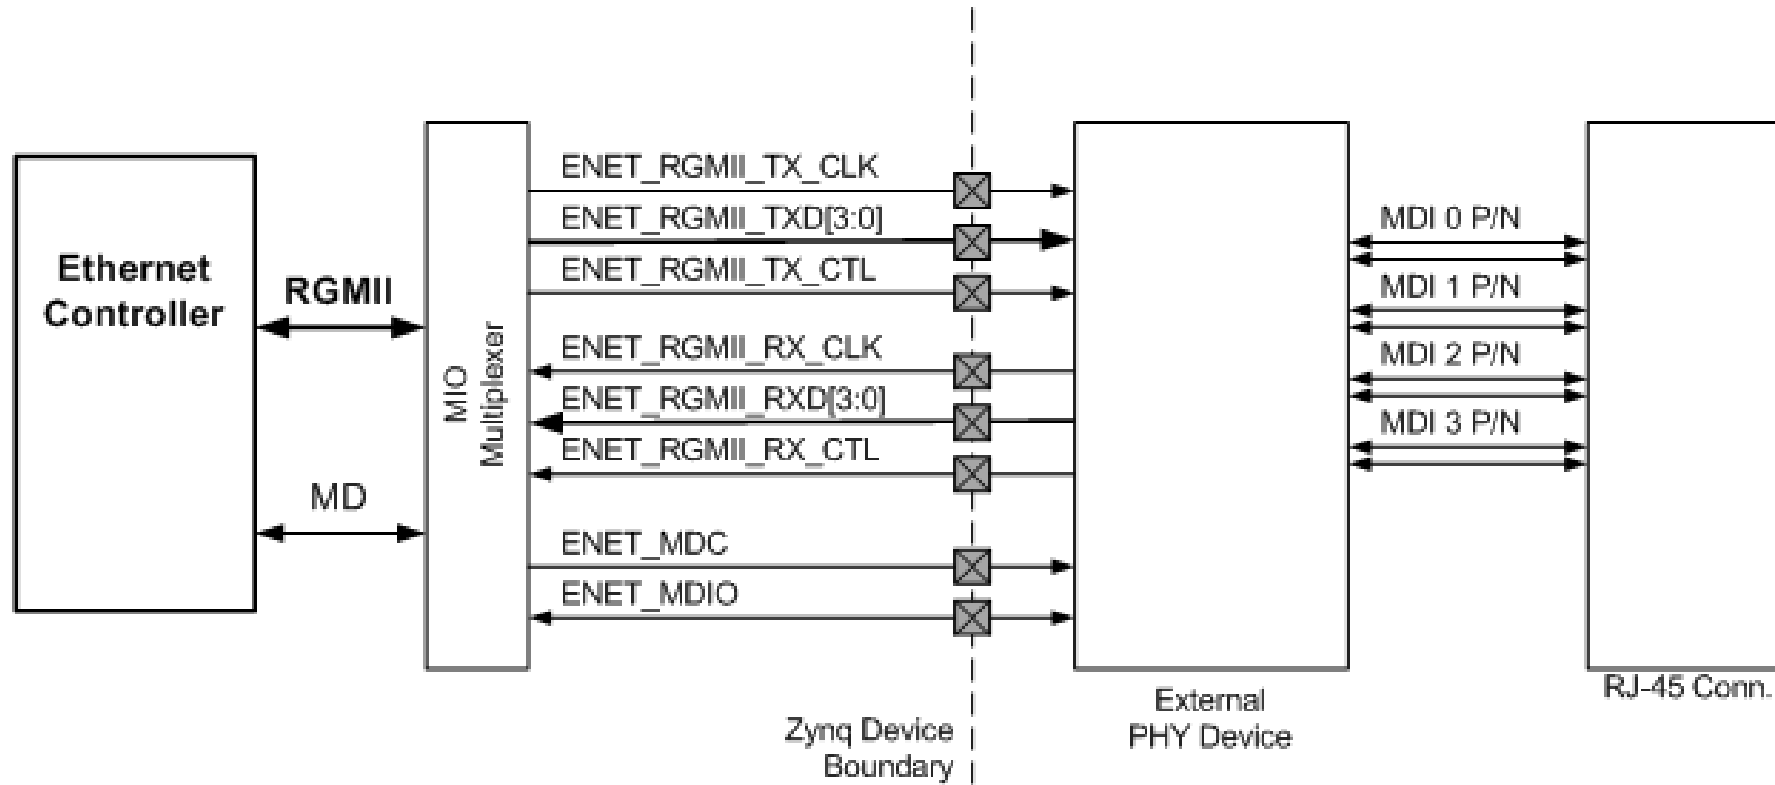 Ethernet
Controller
RGMII
MD
MIO
Multiplexer
ENET_RGMII_TX_CLK
ENET_RGMII_TXD[3:0]
ENET_RGMII_TX_CTL
ENET_RGMII_RX_CLK
ENET_RGMII_RXD[3:0]
ENET_RGMII_RX_CTL
ENET_MDC
ENET_MDIO
Zynq Device
Boundary
External
PHY Device
MDI 0 P/N
MDI 1 P/N
MDI 2 P/N
MDI 3 P/N
RJ-45 Conn.